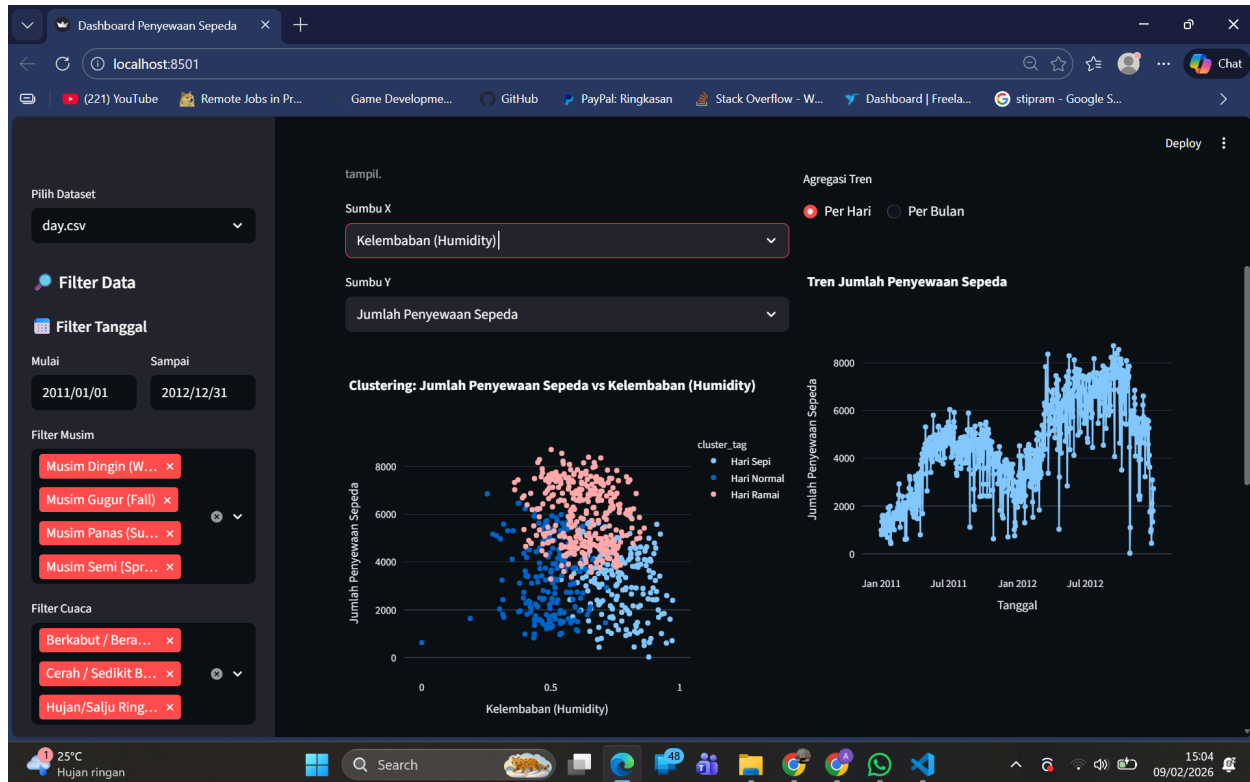 Dashboard Penyewaan Sepeda
localhost:8501
Chat
(221) YouTube
Remote Jobs in Pr...
Game Developme...
GitHub
PayPal: Ringkasan
Stack Overflow - W...
Dashboard | Freela...
stipram - Google S...
Deploy
Pilih Dataset
day.csv
Filter Data
Filter Tanggal
Mulai
Sampai
2011/01/01
2012/12/31
Filter Musim
Musim Dingin (W...
Musim Gugur (Fall)
Musim Panas (Su...
Musim Semi (Spr...
Filter Cuaca
Berkabut / Bera...
Cerah / Sedikit B...
Hujan/Salju Ring...
tampil.
Sumbu X
Kelembaban (Humidity)
Sumbu Y
Jumlah Penyewaan Sepeda
Clustering: Jumlah Penyewaan Sepeda vs Kelembaban (Humidity)
cluster_tag
Hari Sepi
Hari Normal
Hari Ramai
Jumlah Penyewaan Sepeda
8000
6000
4000
2000
0
0
0.5
1
Kelembaban (Humidity)
Agregasi Tren
Per Hari
Per Bulan
Tren Jumlah Penyewaan Sepeda
Jumlah Penyewaan Sepeda
8000
6000
4000
2000
0
Jan 2011
Jul 2011
Jan 2012
Jul 2012
Tanggal
1
25°C
Hujan ringan
Search
48
15:04
09/02/2026